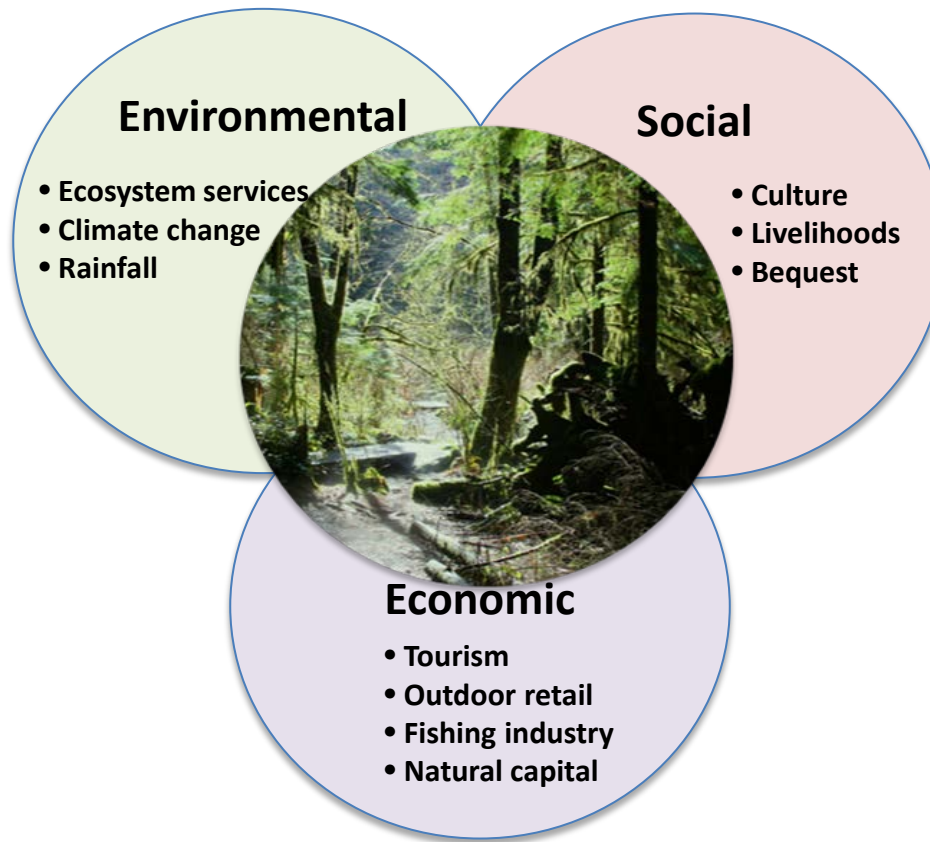 Environmental
• Ecosystem services
• Climate change
• Rainfall
Social
• Culture
• Livelihoods
• Bequest
Economic
• Tourism
• Outdoor retail
• Fishing industry
• Natural capital